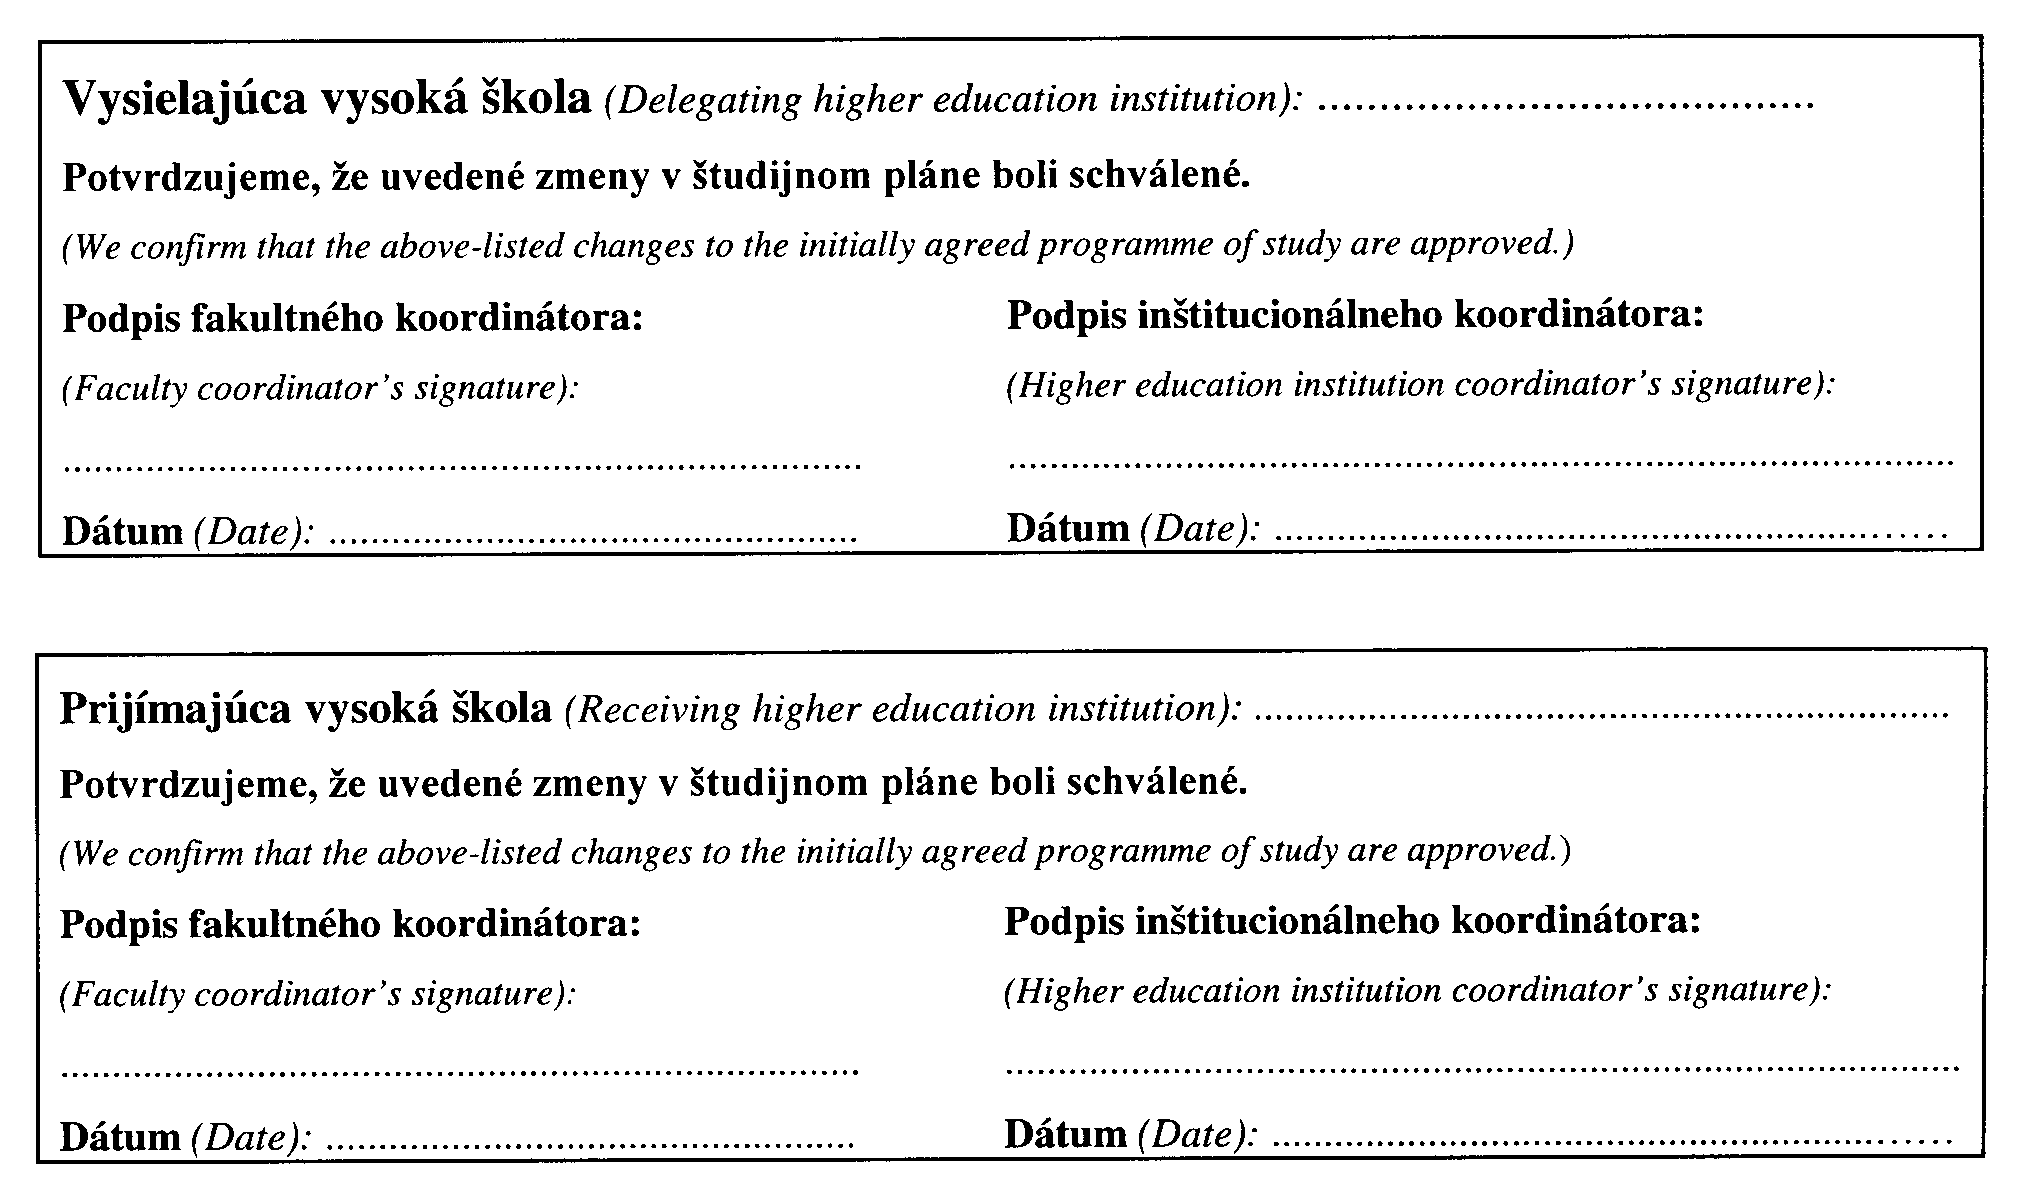 Vysielajúca vysoká škola (Delegating higher education institution): ........................................
Potvrdzujeme, že uvedené zmeny v študijnom pláne boli schválené.
(We confirm that the above-listed changes to the initially agreed programme of study are approved.)
Podpis fakultného koordinátora: Podpis inštitucionálneho koordinátora:
(Faculty coordinator's signature): (Higher education institution coordinator's signature):
............................................................................. ...........................................................................................
Dátum (Date): ................................................... Dátum (Date): .................................................................
Prijímajúca vysoká škola (Receiving higher education institution): ...................................................................
Potvrdzujeme, že uvedené zmeny v študijnom pláne boli schválené.
(We confirm that the above-listed changes to the initially agreed programme of study are approved.)
Podpis fakultného koordinátora: Podpis inštitucionálneho koordinátora:
(Faculty coordinator's signature): (Higher education institution coordinator's signature):
............................................................................. ............................................................................................
Dátum (Date): ................................................... Dátum (Date): .................................................................